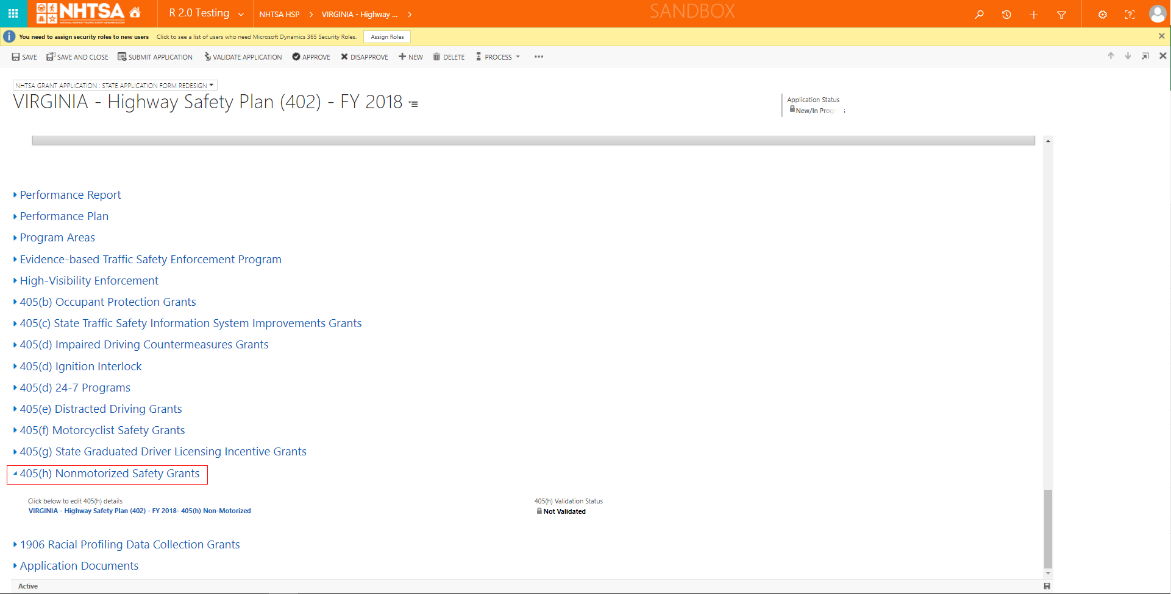 NHTSA
R 2.0 Testing
NHTSA HSP
VIRGINIA - Highway ...
SANDBOX
You need to assign security roles to new users Click to see a list of users who need Microsoft Dynamics 365 Security Roles. Assign Roles
SAVE SAVE AND CLOSE SUBMIT APPLICATION VALIDATE APPLICATION APPROVE DISAPPROVE NEW DELETE PROCESS
NHTSA GRANT APPLICATION : STATE APPLICATION FORM REDESIGN
VIRGINIA - Highway Safety Plan (402) - FY 2018
Application Status
New/In Prog
Performance Report
Performance Plan
Program Areas
Evidence-based Traffic Safety Enforcement Program
High-Visibility Enforcement
405(b) Occupant Protection Grants
405(c) State Traffic Safety Information System Improvements Grants
405(d) Impaired Driving Countermeasures Grants
405(d) Ignition Interlock
405(d) 24-7 Programs
405(e) Distracted Driving Grants
405(f) Motorcyclist Safety Grants
405(g) State Graduated Driver Licensing Incentive Grants
405(h) Nonmotorized Safety Grants
Click below to edit 405(h) details
VIRGINIA - Highway Safety Plan (402) - FY 2018- 405(h) Non-Motorized
405(h) Validation Status
Not Validated
1906 Racial Profiling Data Collection Grants
Application Documents
Active